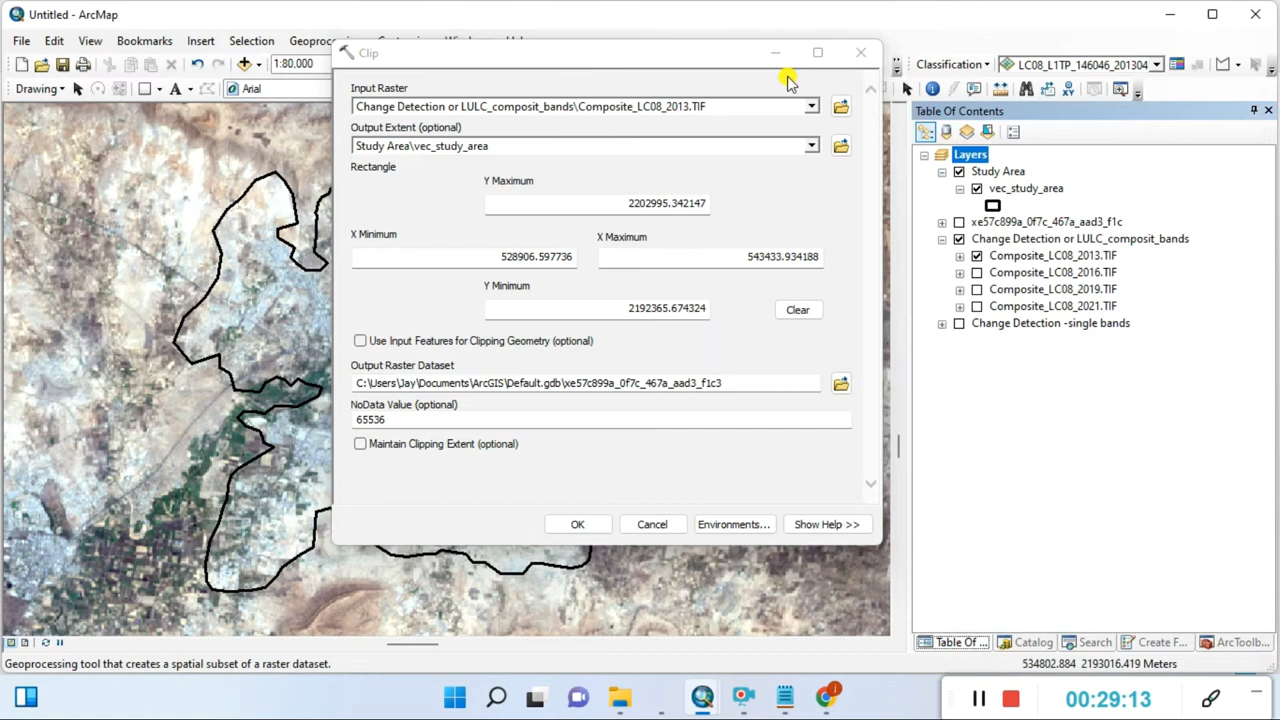 Untitled - ArcMap
File Edit View Bookmarks Insert Selection
1:80,000
Classification LC08_L1TP_146046_201304
Drawing A Arial
Clip
Input Raster
Change Detection or LULC_composit_bands\Composite_LC08_2013.TIF
Output Extent (optional)
Study Area\vec_study_area
Rectangle
Y Maximum
2202995.342147
X Minimum
X Maximum
528906.597736
543433.934188
Y Minimum
2192365.674324
Clear
Use Input Features for Clipping Geometry (optional)
Output Raster Dataset
C:\Users\Jay\Documents\ArcGIS\Default.gdb\xe57c899a_0f7c_467a_aad3_f1c3
NoData Value (optional)
65536
Maintain Clipping Extent (optional)
OK Cancel Environments... Show Help >>
Table Of Contents
Layers
Study Area
vec_study_area
xe57c899a_0f7c_467a_aad3_f1c
Change Detection or LULC_composit_bands
Composite_LC08_2013.TIF
Composite_LC08_2016.TIF
Composite_LC08_2019.TIF
Composite_LC08_2021.TIF
Change Detection -single bands
Table Of ... Catalog Search Create F... ArcToolb...
Geoprocessing tool that creates a spatial subset of a raster dataset.
534802.884 2193016.419 Meters
00:29:13